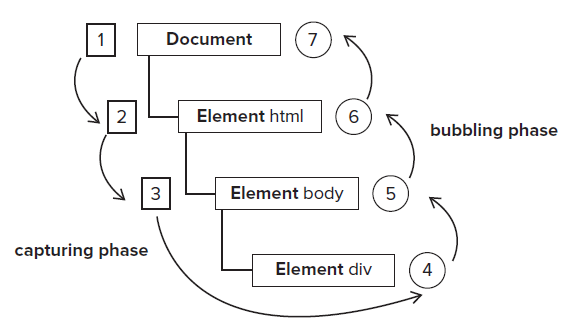 1 Document 7
2 Element html 6
bubbling phase
3 Element body 5
capturing phase
Element div 4